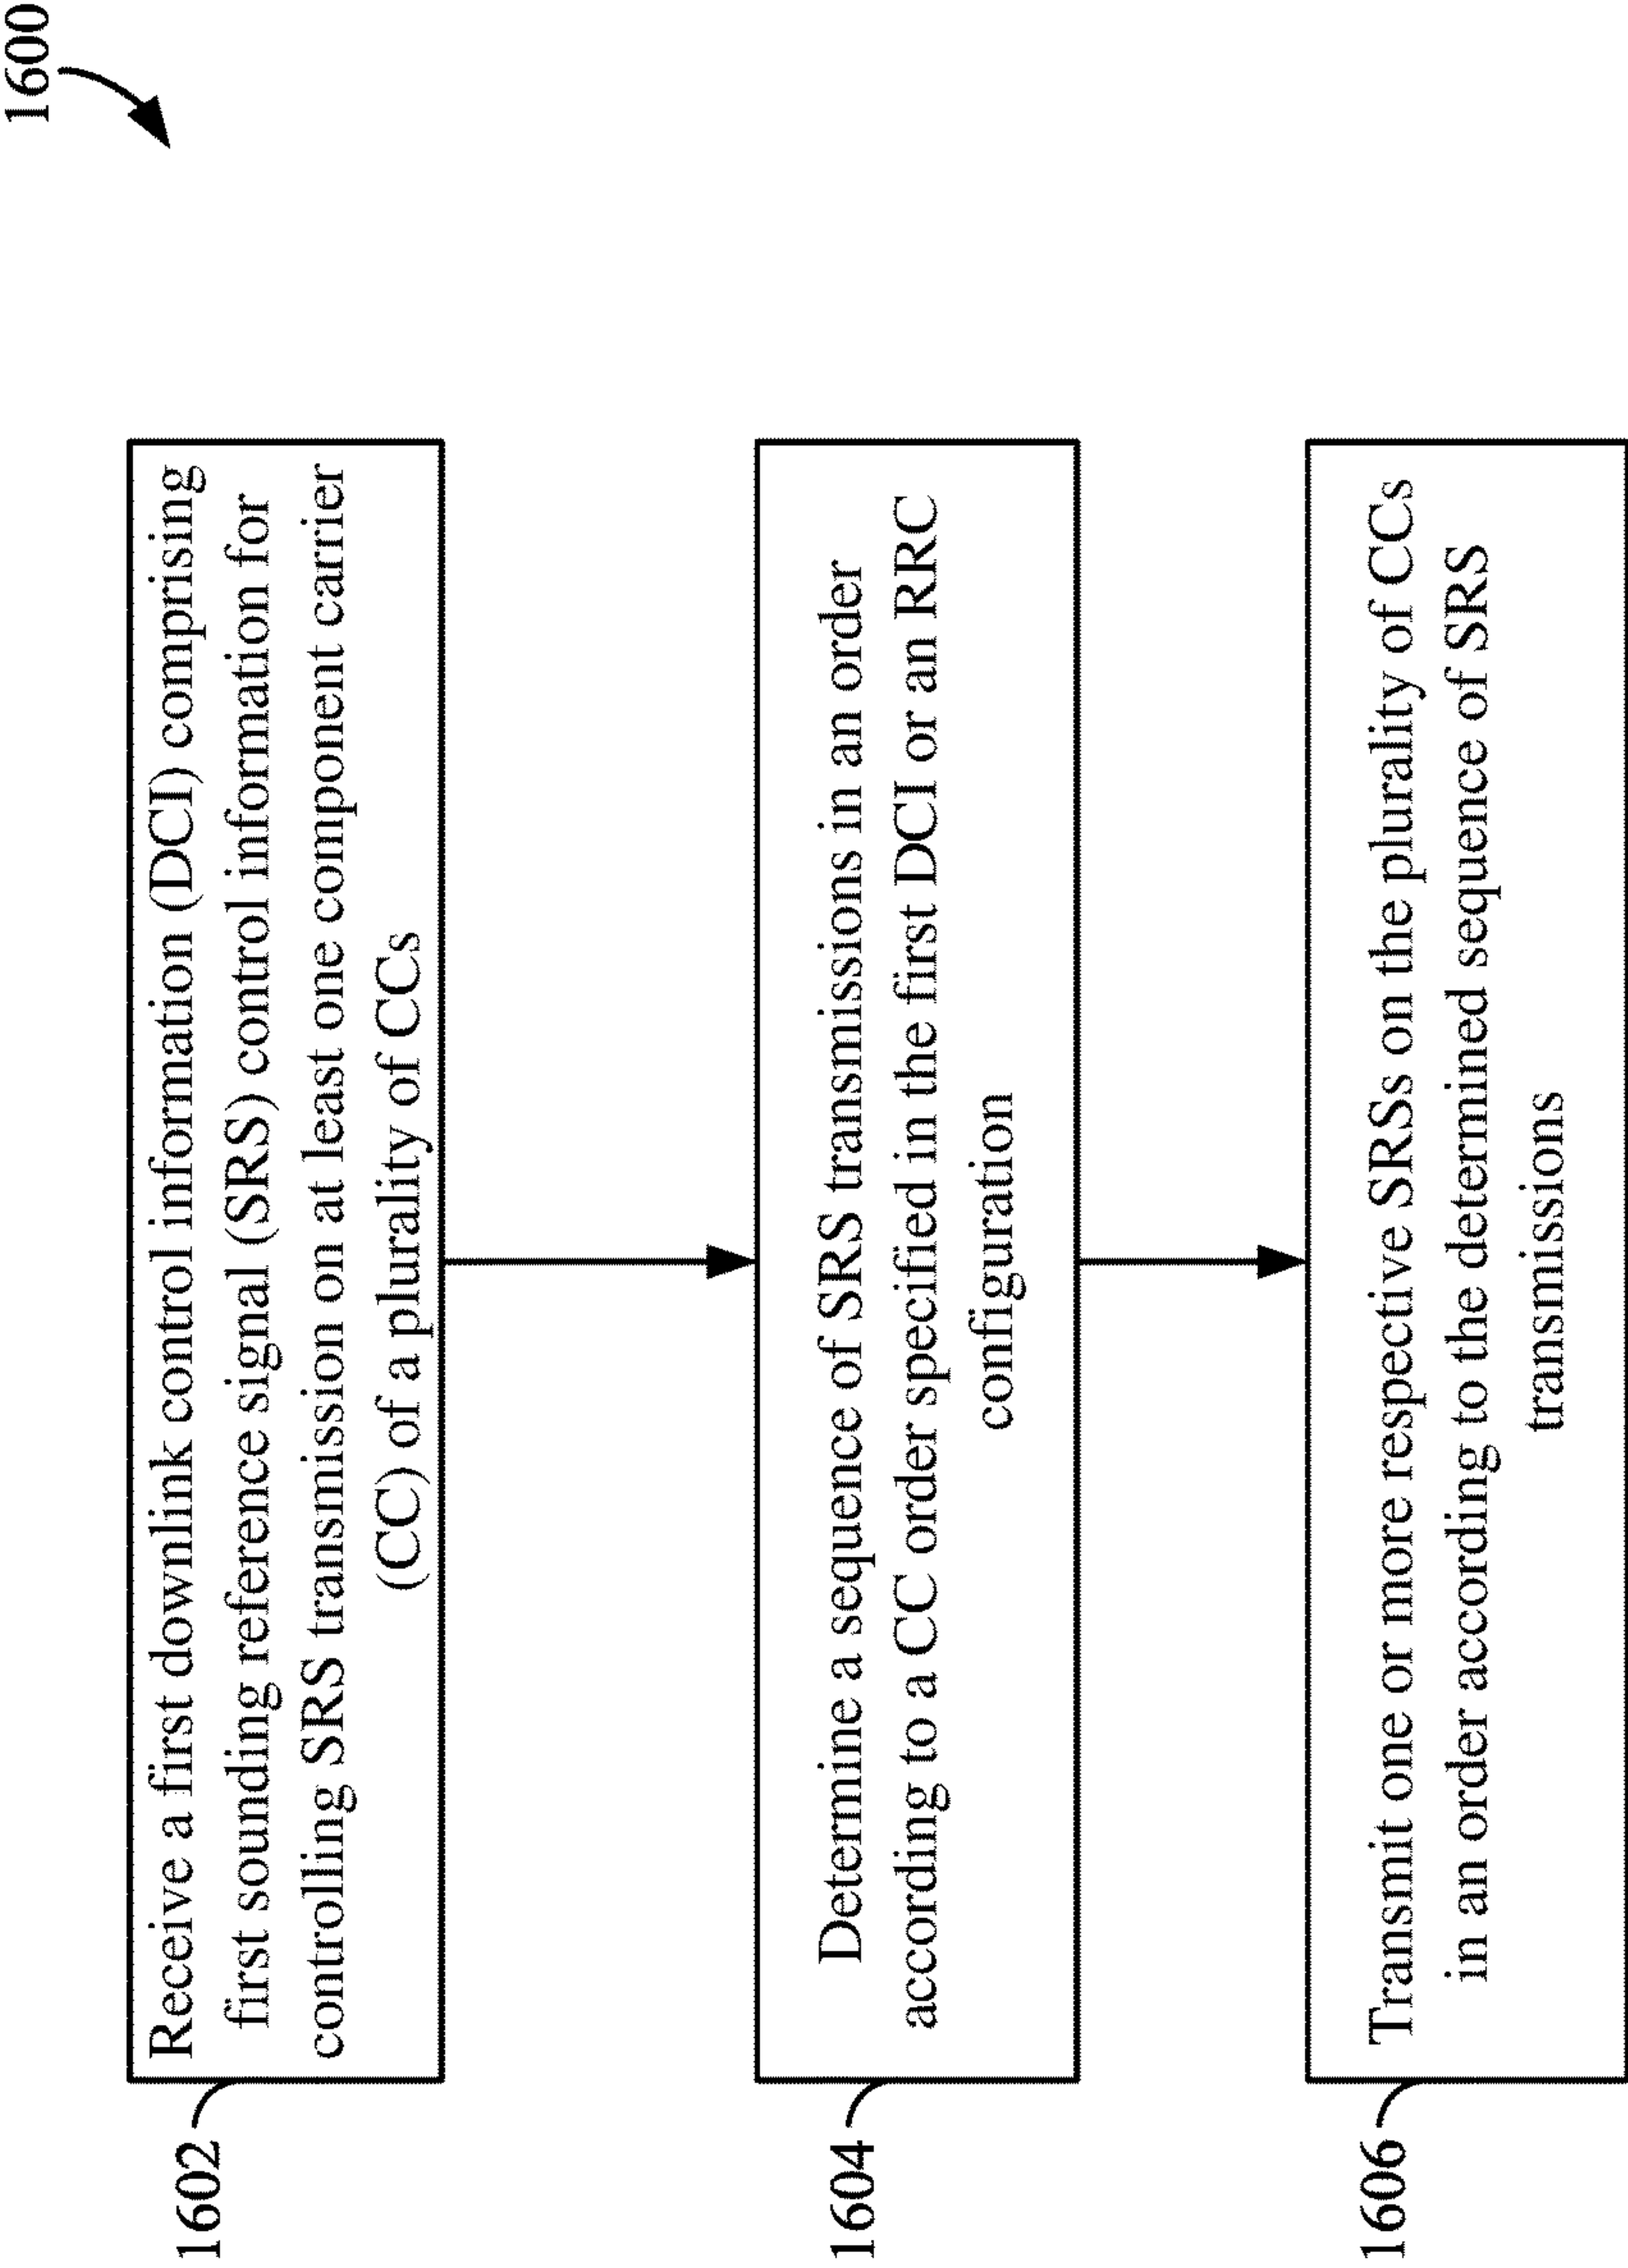 1600
1602
Receive a first downlink control information (DCI) comprising
first sounding reference signal (SRS) control information for
controlling SRS transmission on at least one component carrier
(CC) of a plurality of CCs
1604
Determine a sequence of SRS transmissions in an order
according to a CC order specified in the first DCI or an RRC
configuration
1606
Transmit one or more respective SRSs on the plurality of CCs
in an order according to the determined sequence of SRS
transmissions